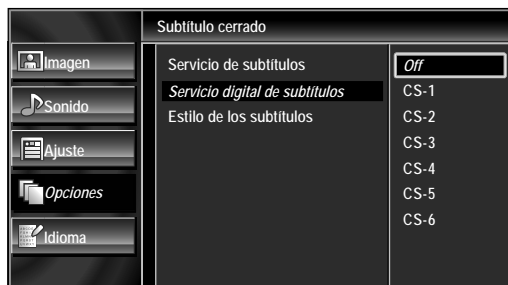 Subtítulo cerrado
Imagen
Sonido
Ajuste
Opciones
Idioma
Servicio de subtítulos
Servicio digital de subtítulos
Estilo de los subtítulos
Off
CS-1
CS-2
CS-3
CS-4
CS-5
CS-6